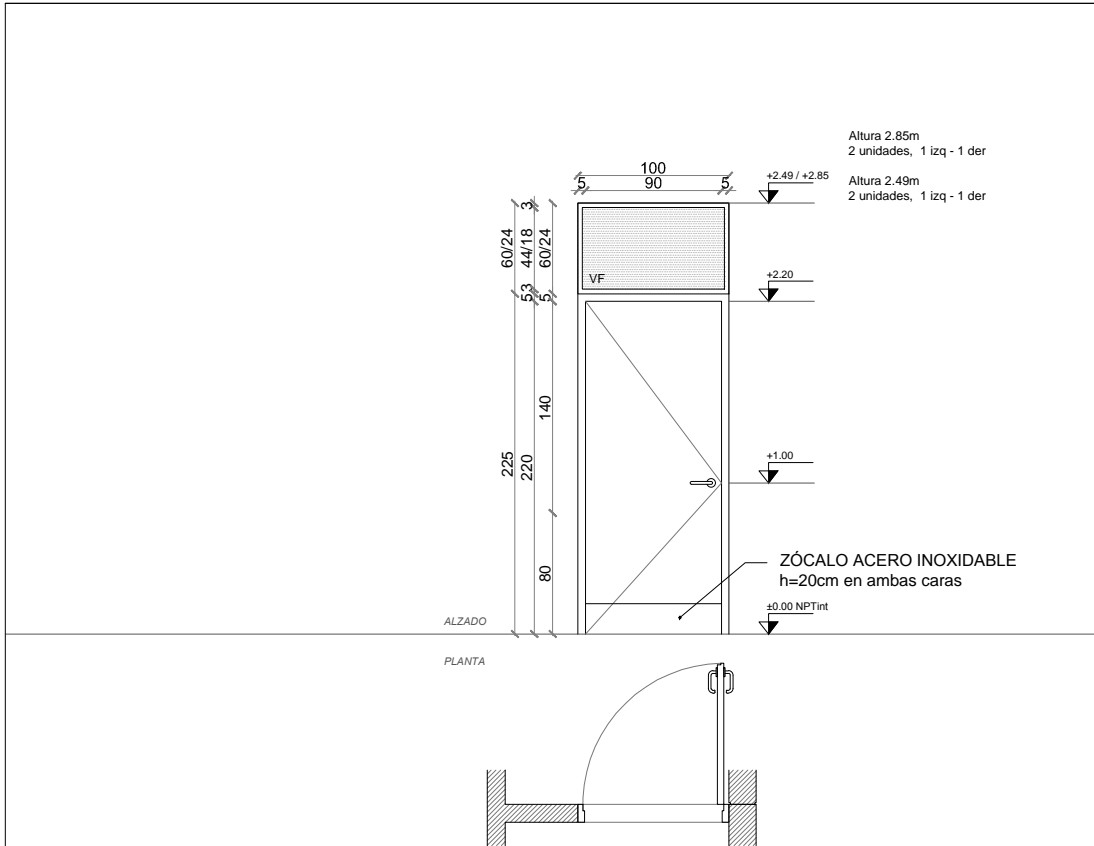 Altura 2.85m
2 unidades, 1 izq - 1 der
Altura 2.49m
2 unidades, 1 izq - 1 der
100
5 90 5
+2.49 / +2.85
60/24
3
44/18
3
60/24
VF
+2.20
5
5
140
225
220
+1.00
80
ZÓCALO ACERO INOXIDABLE
h=20cm en ambas caras
±0.00 NPTint
ALZADO
PLANTA